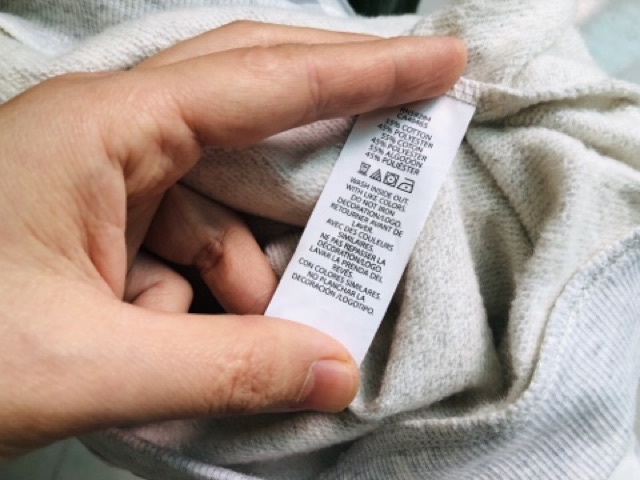 55% COTTON
45% POLYESTER
55% COTON
45% POLYESTER
55% ALGODON
45% POLIÉSTER
WASH INSIDE OUT.
WITH LIKE COLORS.
DO NOT IRON
DECORATION/LOGO.
RETOURNER AVANT DE
LAVER.
AVEC DES COULEURS
SIMILAIRES.
NE PAS REPASSER LA
DÉCORATION/LOGO.
LAVAR LA PRENDA DEL
REVÉS.
CON COLORES SIMILARES.
NO PLANCHAR LA
DECORACIÓN /LOGOTIPO.